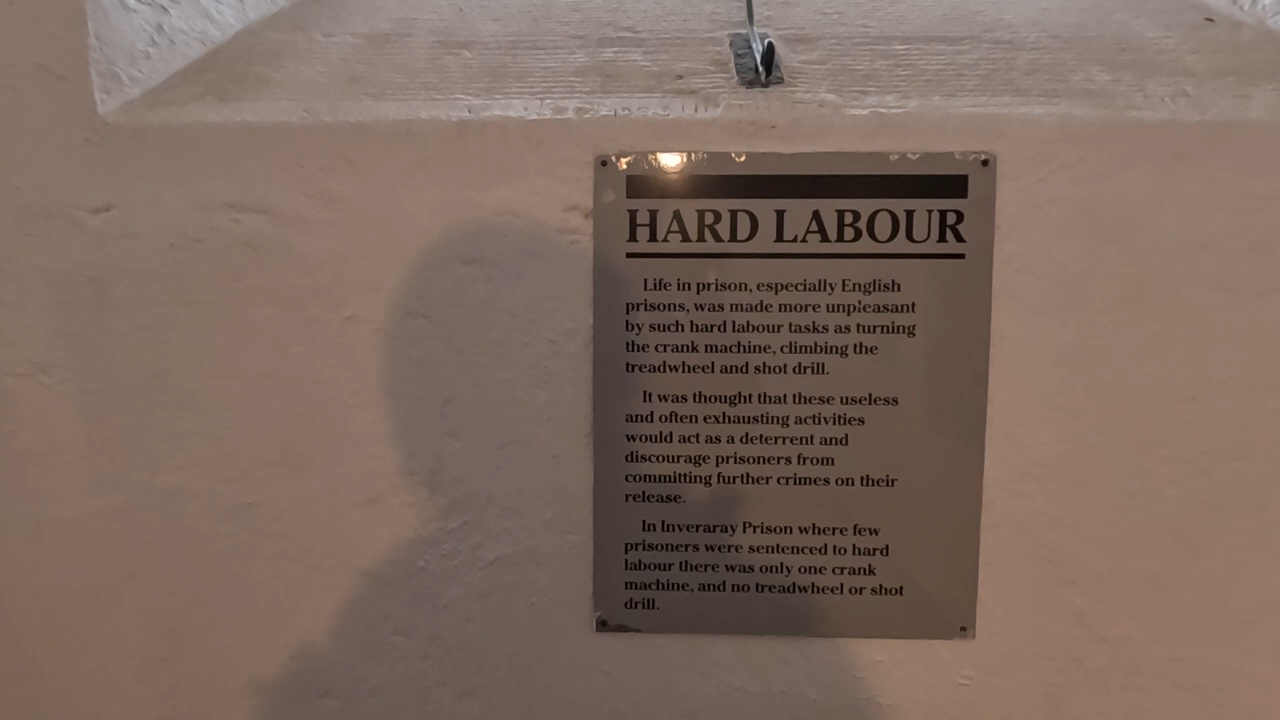 HARD LABOUR
Life in prison, especially English
prisons, was made more unpleasant
by such hard labour tasks as turning
the crank machine, climbing the
treadwheel and shot drill.
It was thought that these useless
and often exhausting activities
would act as a deterrent and
discourage prisoners from
committing further crimes on their
release.
In Inveraray Prison where few
prisoners were sentenced to hard
labour there was only one crank
machine, and no treadwheel or shot
drill.